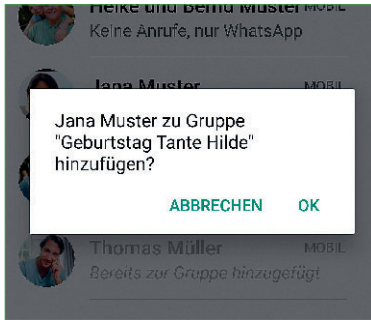 Heike und Bernd Muster MOBIL
Keine Anrufe, nur WhatsApp
Jana Muster MOBIL
Jana Muster zu Gruppe
"Geburtstag Tante Hilde"
hinzufügen?
ABBRECHEN OK
Thomas Müller MOBIL
Bereits zur Gruppe hinzugefügt